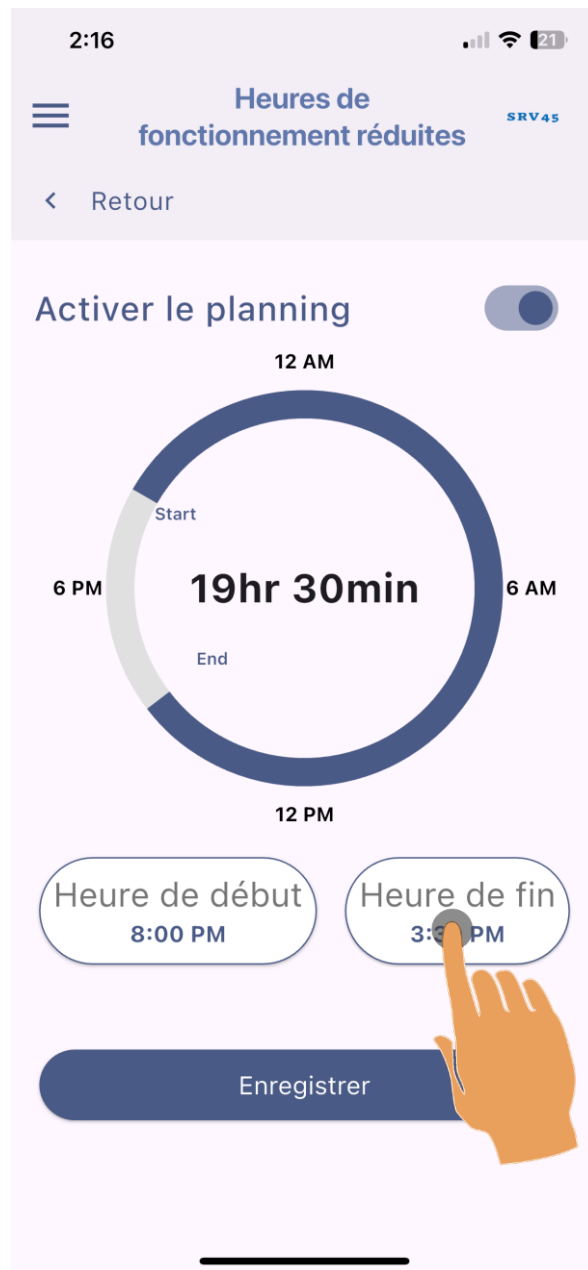 2:16
21
Heures de
fonctionnement réduites
SRV45
Retour
Activer le planning
12 AM
Start
6 PM
19hr 30min
6 AM
End
12 PM
Heure de début
Heure de fin
8:00 PM
PM
Enregistrer